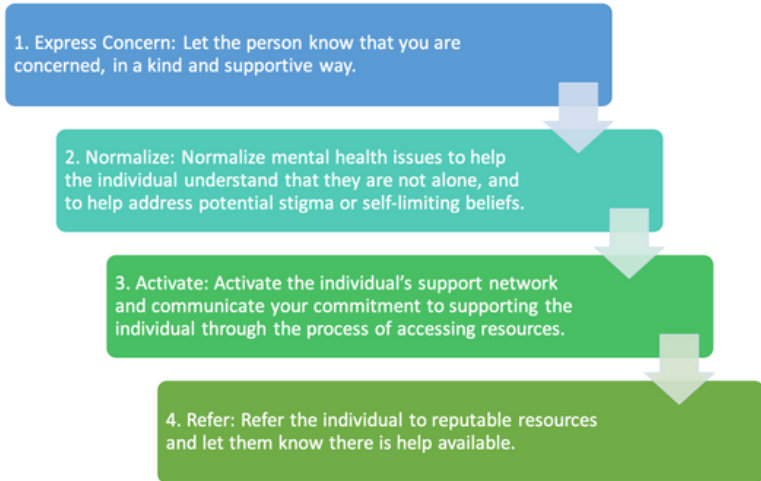 1. Express Concern: Let the person know that you are
concerned, in a kind and supportive way.
2. Normalize: Normalize mental health issues to help
the individual understand that they are not alone, and
to help address potential stigma or self-limiting beliefs.
3. Activate: Activate the individual’s support network
and communicate your commitment to supporting the
individual through the process of accessing resources.
4. Refer: Refer the individual to reputable resources
and let them know there is help available.